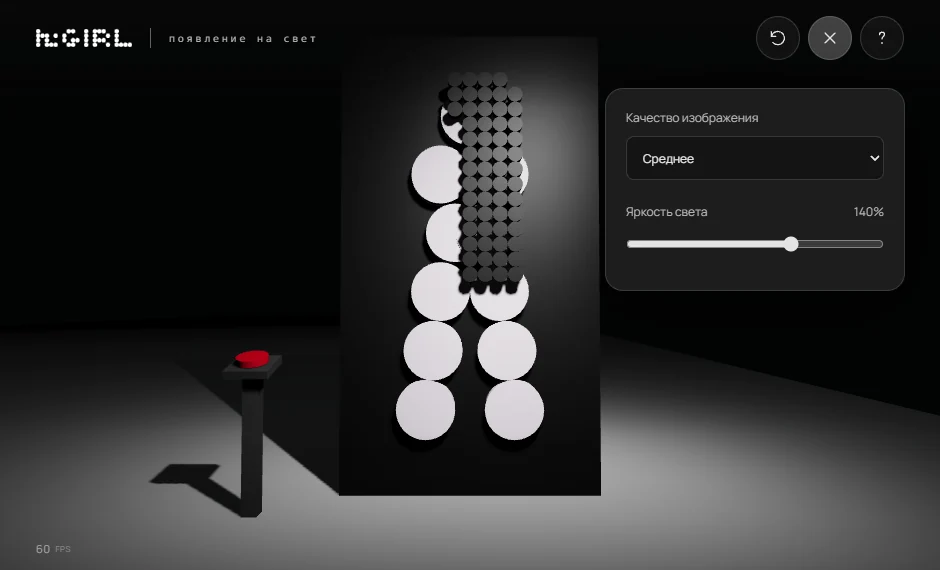 h:GIRL
появление на свет
?
Качество изображения
Среднее
Яркость света 140%
60 FPS